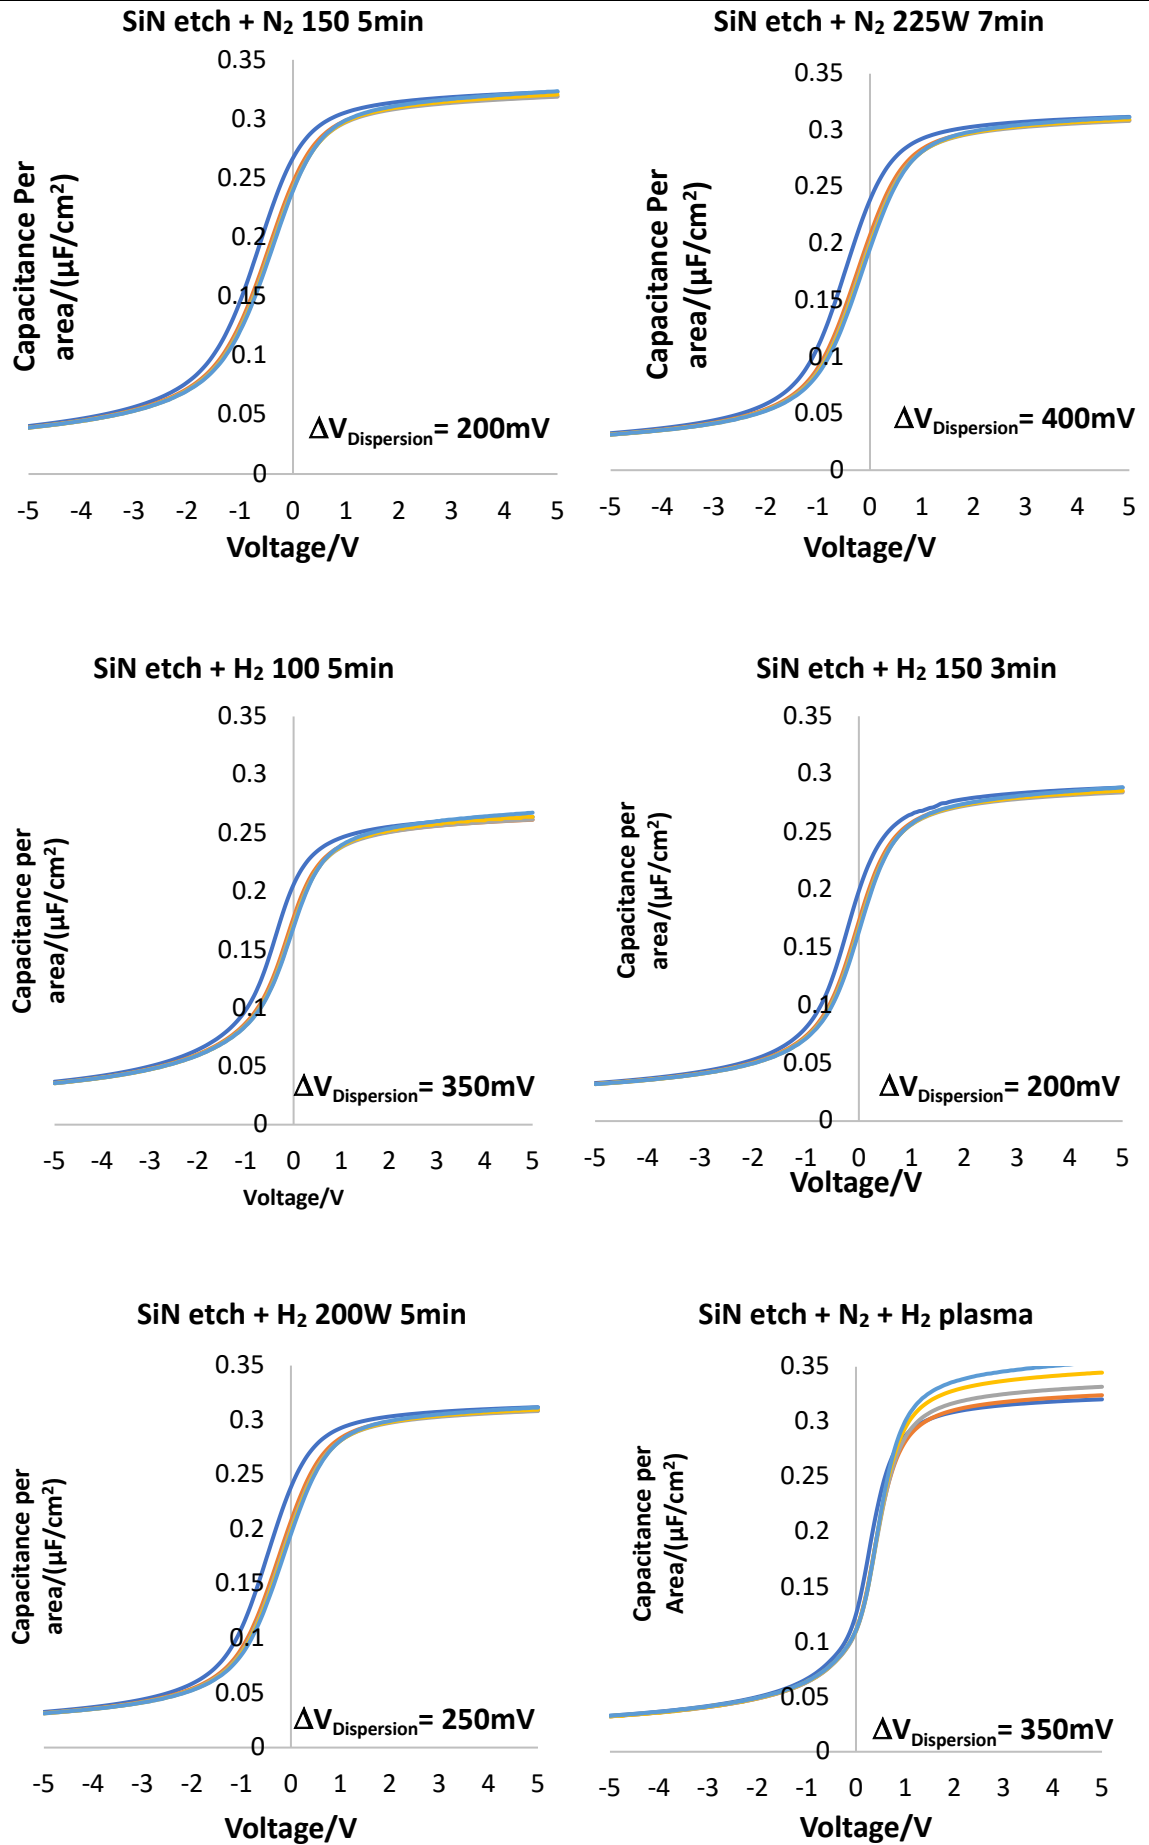 SiN etch + N₂ 150 5min
0.35
0.3
0.25
0.2
0.15
0.1
0.05
0
Capacitance Per
area/(µF/cm²)
ΔVDispersion= 200mV
-5 -4 -3 -2 -1 0 1 2 3 4 5
Voltage/V
SiN etch + N₂ 225W 7min
0.35
0.3
0.25
0.2
0.15
0.1
0.05
0
Capacitance Per
area/(µF/cm²)
ΔVDispersion= 400mV
-5 -4 -3 -2 -1 0 1 2 3 4 5
Voltage/V
SiN etch + H₂ 100 5min
0.35
0.3
0.25
0.2
0.15
0.1
0.05
0
Capacitance per
area/(µF/cm²)
ΔVDispersion= 350mV
-5 -4 -3 -2 -1 0 1 2 3 4 5
Voltage/V
SiN etch + H₂ 150 3min
0.35
0.3
0.25
0.2
0.15
0.1
0.05
0
Capacitance per
area/(µF/cm²)
ΔVDispersion= 200mV
-5 -4 -3 -2 -1 0 1 2 3 4 5
Voltage/V
SiN etch + H₂ 200W 5min
0.35
0.3
0.25
0.2
0.15
0.1
0.05
0
Capacitance per
area/(µF/cm²)
ΔVDispersion= 250mV
-5 -4 -3 -2 -1 0 1 2 3 4 5
Voltage/V
SiN etch + N₂ + H₂ plasma
0.35
0.3
0.25
0.2
0.15
0.1
0.05
0
Capacitance per
Area/(µF/cm²)
ΔVDispersion= 350mV
-5 -4 -3 -2 -1 0 1 2 3 4 5
Voltage/V